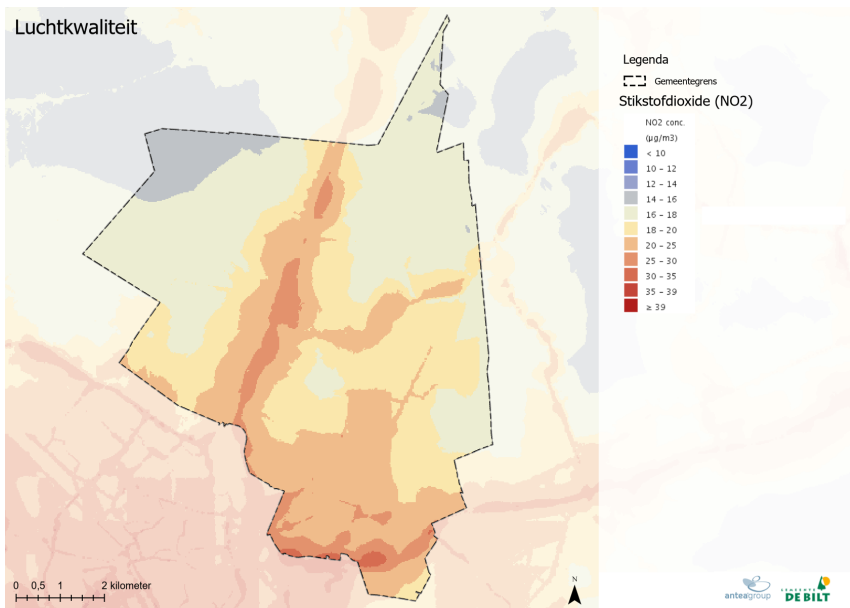 Luchtkwaliteit
Legenda
Gemeentegrens
Stikstofdioxide (NO2)
NO2 conc.
(µg/m3)
< 10
10 – 12
12 – 14
14 – 16
16 – 18
18 – 20
20 – 25
25 – 30
30 – 35
35 – 39
≥ 39
0 0,5 1 2 kilometer
N
anteagroup
GEMEENTE
DE BILT